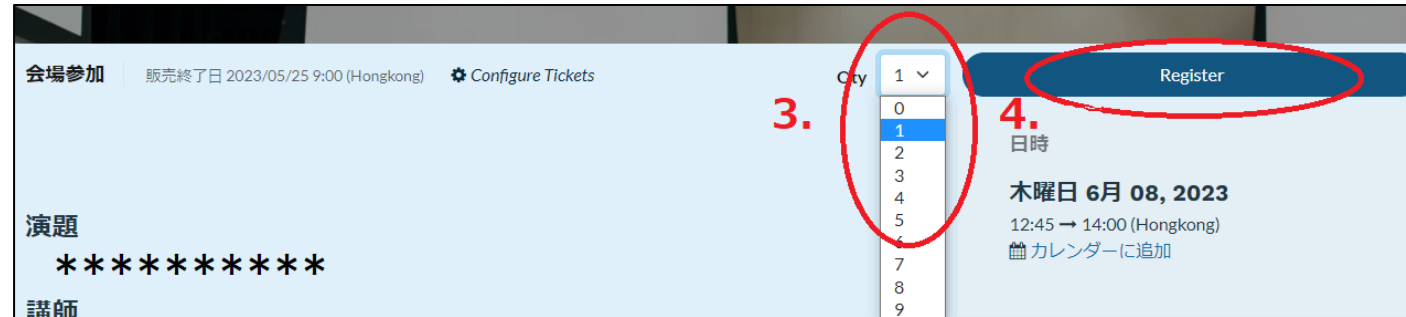 会場参加 販売終了日 2023/05/25 9:00 (Hongkong) Configure Tickets Qty 1 Register
0
3. 1 4.
2 日時
3
4 木曜日 6月 08, 2023
5 12:45 → 14:00 (Hongkong)
演題
6 カレンダーに追加
**********
7
8
講師
9